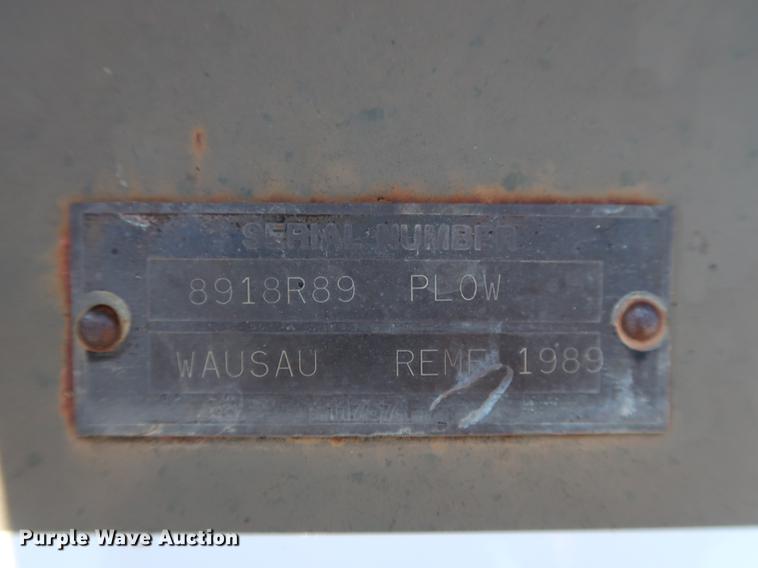 SERIAL NUMBER
8918R89 PLOW
WAUSAU 1989
Purple Wave Auction